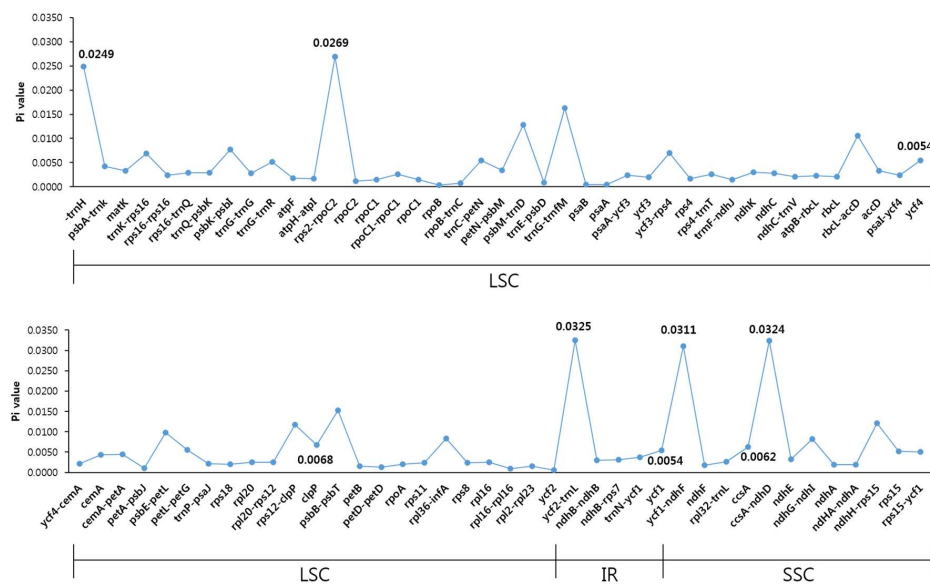 0.0350
0.0300
0.0250
0.0200
0.0150
0.0100
0.0050
0.0000
Pi value
0.0249
0.0269
0.0054
-trnH
psbA-trnk
matK
trnK-rps16
rps16-rps16
rps16-trnQ
trnQ-psbK
psbK-psbI
trnG-trnG
trnG-trnR
atpF
atpH-atpI
rps2-rpoC2
rpoC2
rpoC1
rpoC1-rpoC1
rpoC1
rpoB
rpoB-trnC
trnC-petN
petN-psbM
psbM-trnD
trnE-psbD
trnG-trnfM
psaB
psaA
psaA-ycf3
ycf3
ycf3-rps4
rps4
rps4-trnT
trnF-ndhJ
ndhK
ndhC
ndhC-trnV
atpB-rbcL
rbcL
rbcL-accD
accD
psaI-ycf4
ycf4
LSC
0.0350
0.0300
0.0250
0.0200
0.0150
0.0100
0.0050
0.0000
Pi value
0.0068
0.0325
0.0054
0.0311
0.0062
0.0324
ycf4-cemA
cemA
cemA-petA
petA-psbJ
psbE-petL
petL-petG
trnP-psaJ
rps18
rpl20
rpl20-rps12
rps12-clpP
clpP
psbB-psbT
petB
petD-petD
rpoA
rps11
rpl36-infA
rps8
rpl16
rpl16-rpl16
rpl2-rpl23
ycf2
ycf2-trnL
ndhB-ndhB
ndhB-rps7
trnN-ycf1
ycf1
ycf1-ndhF
ndhF
rpl32-trnL
ccsA
ccsA-ndhD
ndhE
ndhG-ndhI
ndhA
ndHA-ndhA
ndhH-rps15
rps15
rps15-ycf1
LSC
IR
SSC